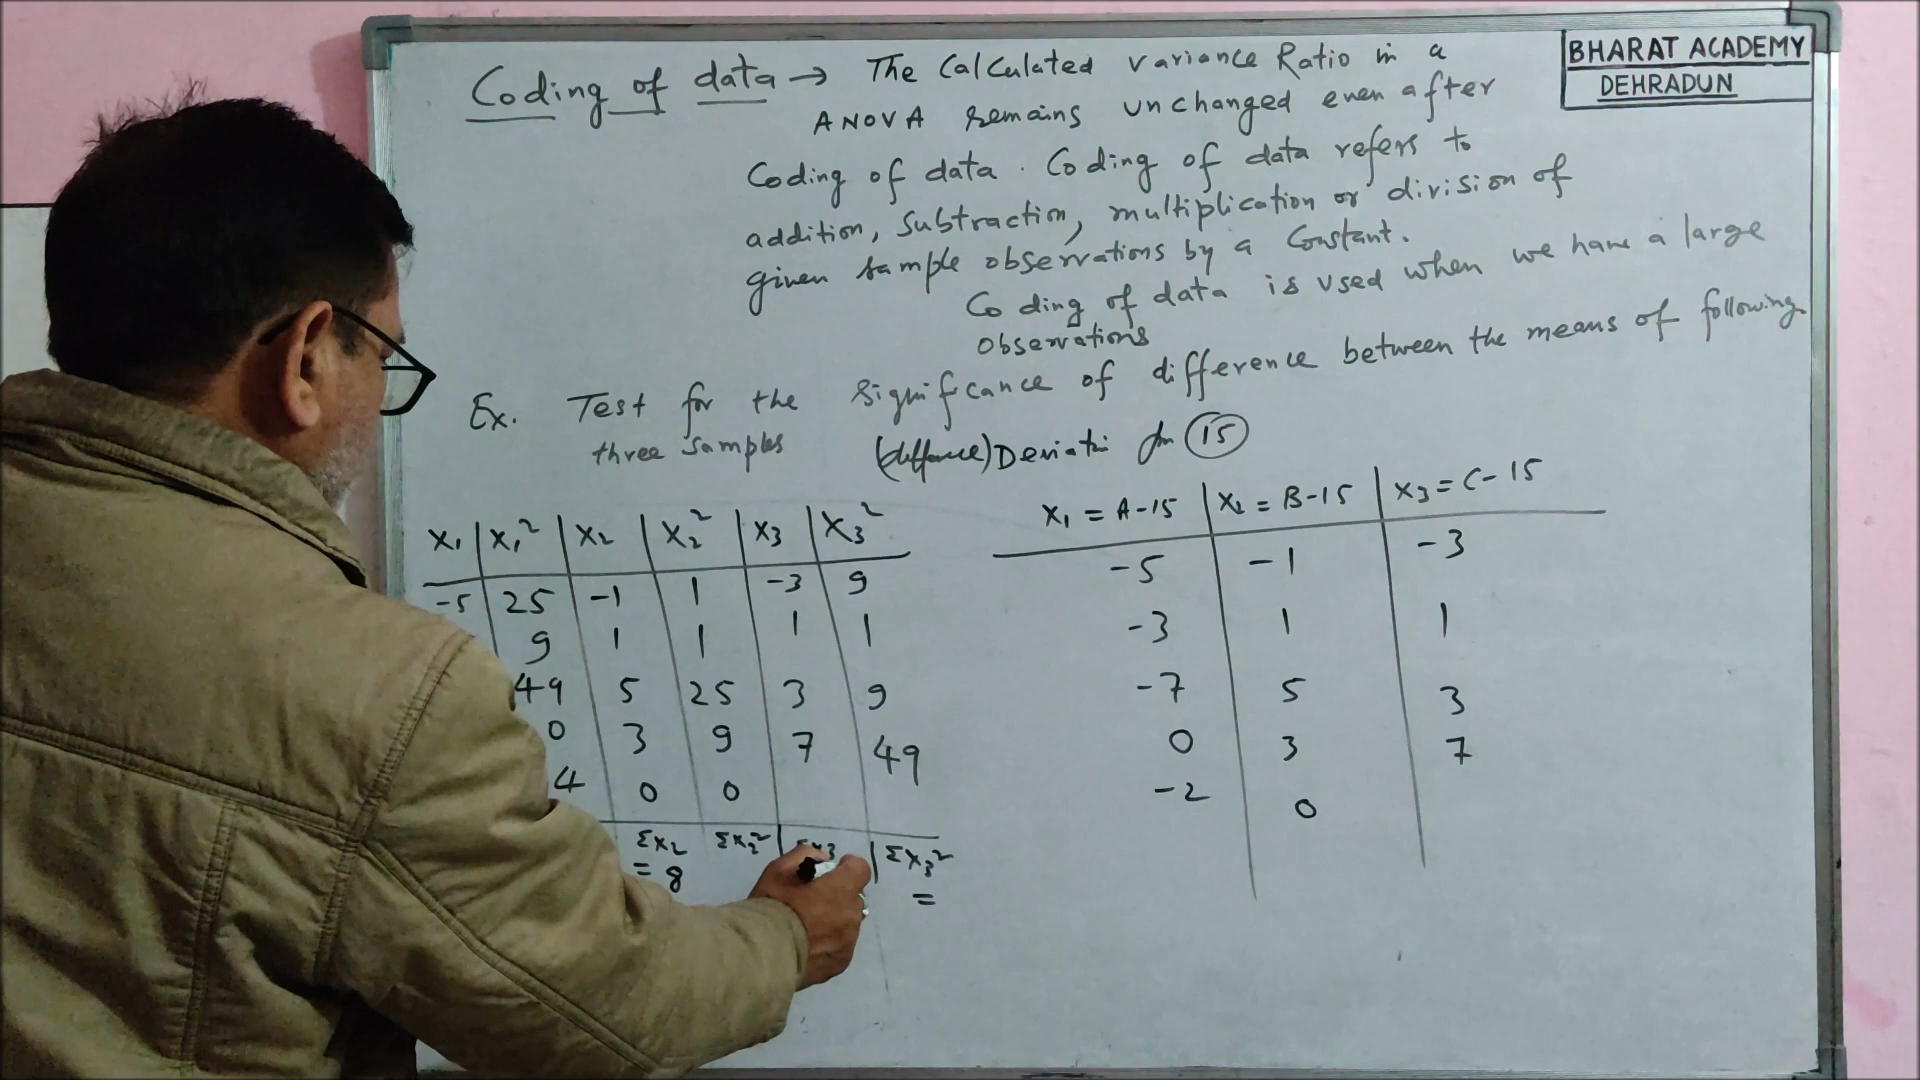 BHARAT ACADEMY
DEHRADUN
Coding of data → The Calculated variance Ratio in a
ANOVA remains unchanged even after
Coding of data. Coding of data refers to
addition, Subtraction, multiplication or division of
given sample observations by a Constant.
Coding of data is used when we have a large
observations
Ex. Test for the Significance of difference between the means of following
three samples
(difference) Deviation from 15
X₁ | X₁² | X₂ | X₂² | X₃ | X₃²
-5 25 -1 1 -3 9
9 1 1 1 1
49 5 25 3 9
0 3 9 7 49
4 0 0
ΣX₂ = 8 ΣX₂² ΣX₃ ΣX₃² =
X₁ = A-15 | X₂ = B-15 | X₃ = C-15
-5 -1 -3
-3 1 1
-7 5 3
0 3 7
-2 0